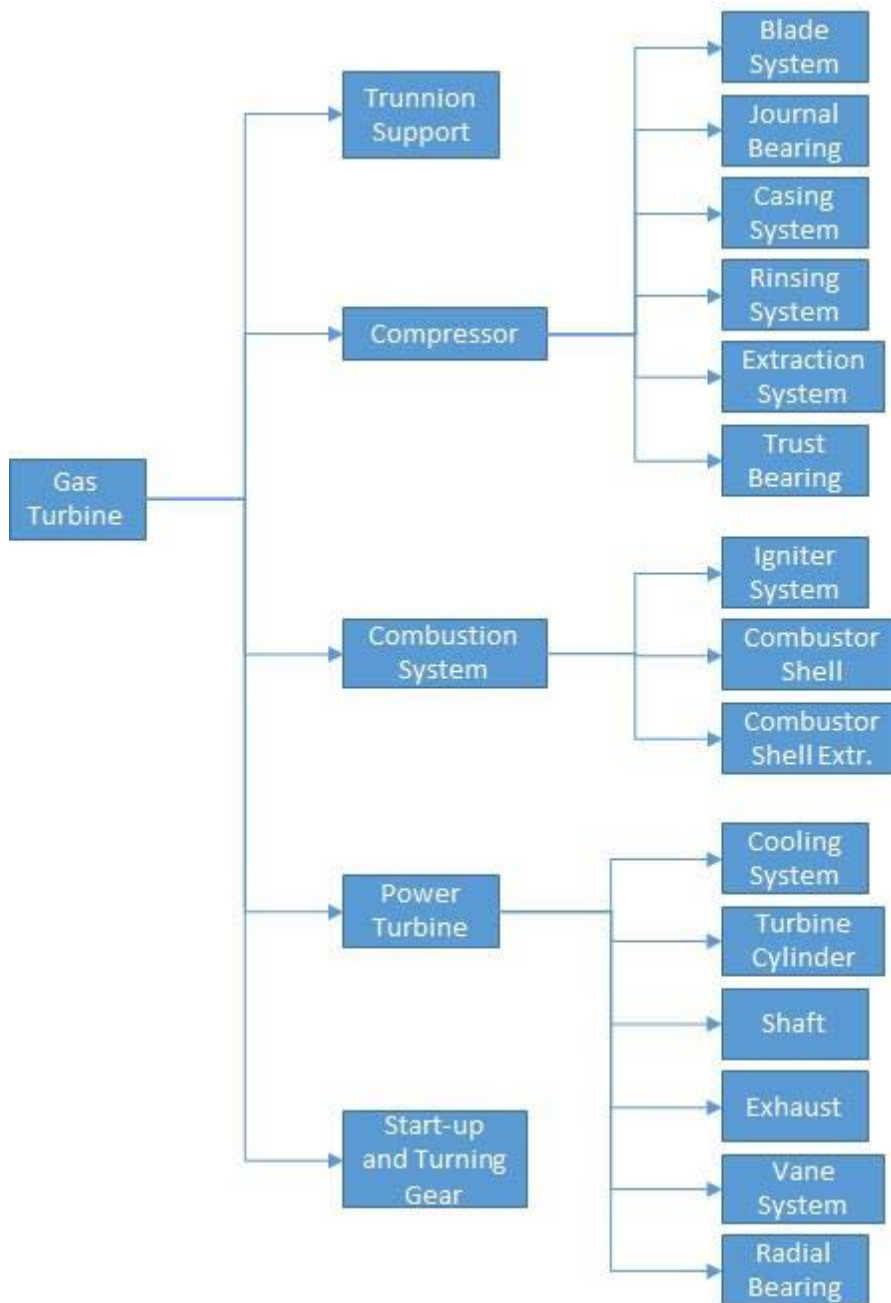 Blade
System
Trunnion
Support
Journal
Bearing
Casing
System
Rinsing
System
Compressor
Extraction
System
Trust
Bearing
Gas
Turbine
Igniter
System
Combustion
System
Combustor
Shell
Combustor
Shell Extr.
Cooling
System
Power
Turbine
Turbine
Cylinder
Shaft
Exhaust
Start-up
and Turning
Gear
Vane
System
Radial
Bearing